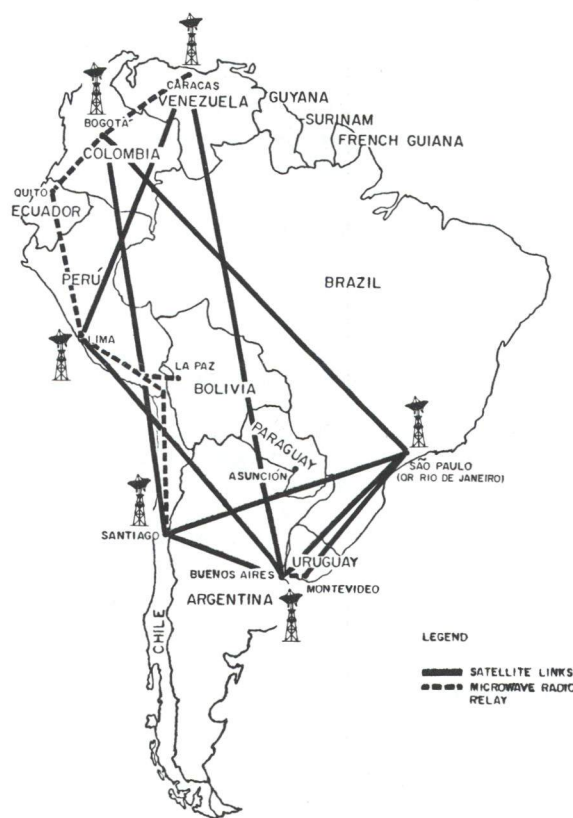 CARACAS
VENEZUELA
GUYANA
SURINAM
FRENCH GUIANA
BOGOTÁ
COLOMBIA
QUITO
ECUADOR
PERÚ
BRAZIL
LIMA
LA PAZ
BOLIVIA
PARAGUAY
ASUNCIÓN
SÃO PAULO
(OR RIO DE JANEIRO)
SANTIAGO
URUGUAY
BUENOS AIRES
MONTEVIDEO
ARGENTINA
CHILE
LEGEND
SATELLITE LINKS
MICROWAVE RADIO
RELAY